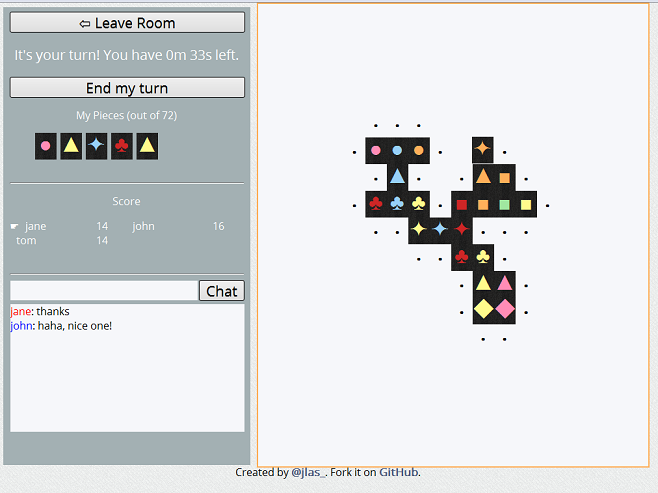 ⇦ Leave Room
It's your turn! You have 0m 33s left.
End my turn
My Pieces (out of 72)
Score
☛ jane 14 john 16
tom 14
Chat
jane: thanks
john: haha, nice one!
Created by @jlas_. Fork it on GitHub.